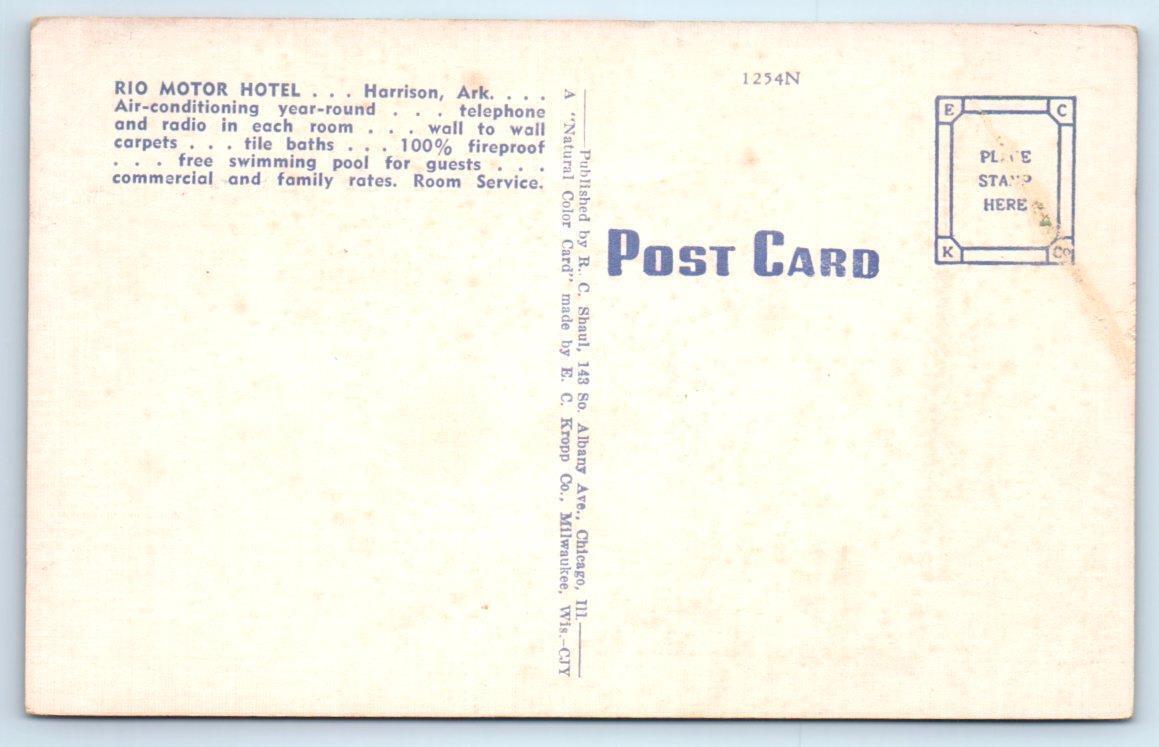 RIO MOTOR HOTEL . . . Harrison, Ark. . . .
Air-conditioning year-round . . . telephone
and radio in each room . . . wall to wall
carpets . . . tile baths . . . 100% fireproof
. . . free swimming pool for guests . . .
commercial and family rates. Room Service.
Published by R. C. Shaul, 143 So. Albany Ave., Chicago, Ill.
A "Natural Color Card" made by E. C. Kropp Co., Milwaukee, Wis.-CJY
1254N
POST CARD
E C
PLACE
STAMP
HERE
K Co